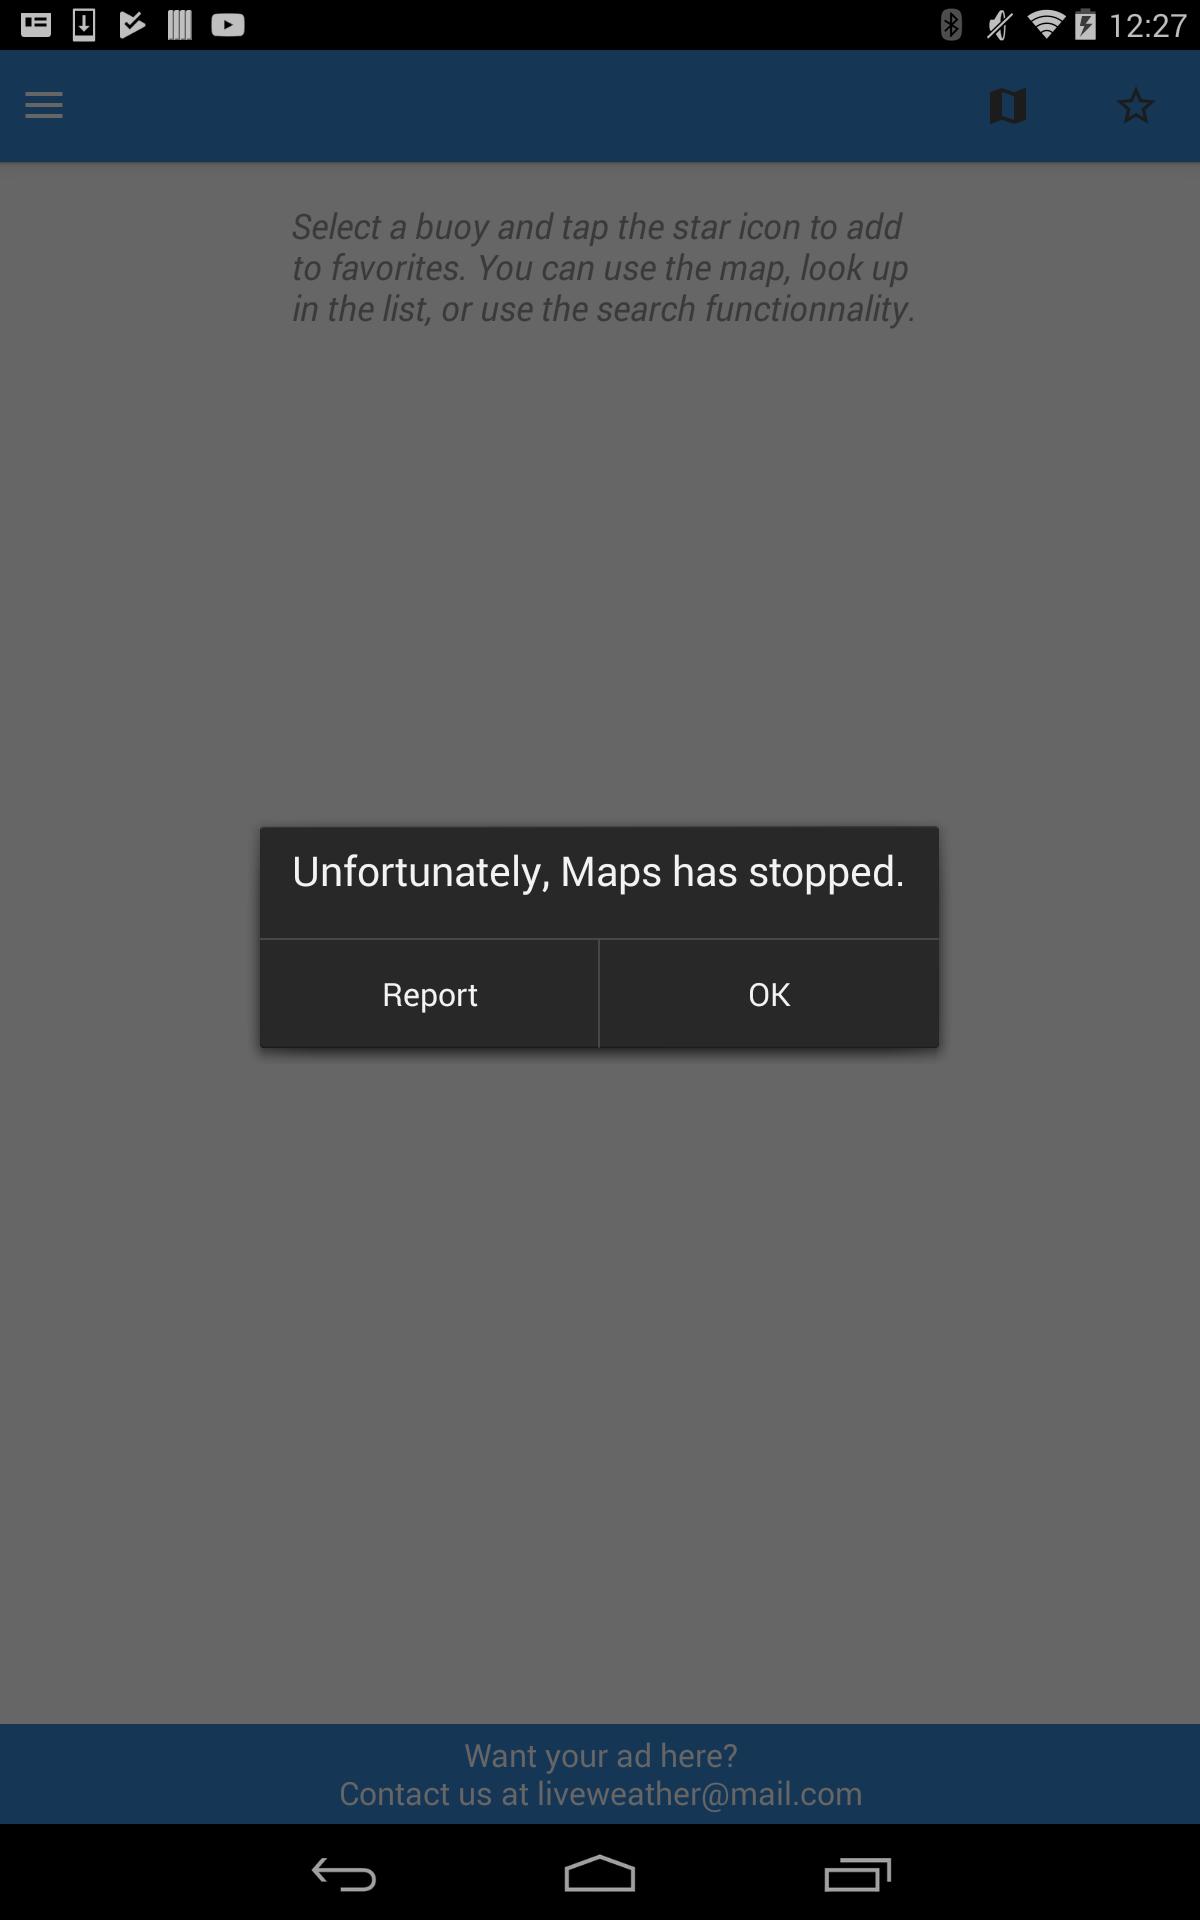 12:27
Select a buoy and tap the star icon to add
to favorites. You can use the map, look up
in the list, or use the search functionnality.
Unfortunately, Maps has stopped.
Report
OK
Want your ad here?
Contact us at liveweather@mail.com